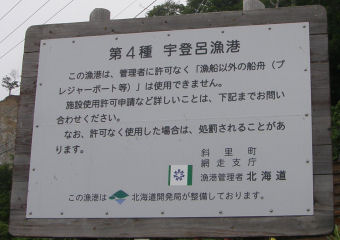 第4種 宇登呂漁港
この漁港は、管理者に許可なく「漁船以外の船舟（プ
レジャーボート等）」は使用できません。
施設使用許可申請など詳しいことは、下記までお問い
合わせください。
なお、許可なく使用した場合は、処罰されることがあ
ります。
斜里町
網走支庁
漁港管理者 北海道
この漁港は 北海道開発局が整備しております。